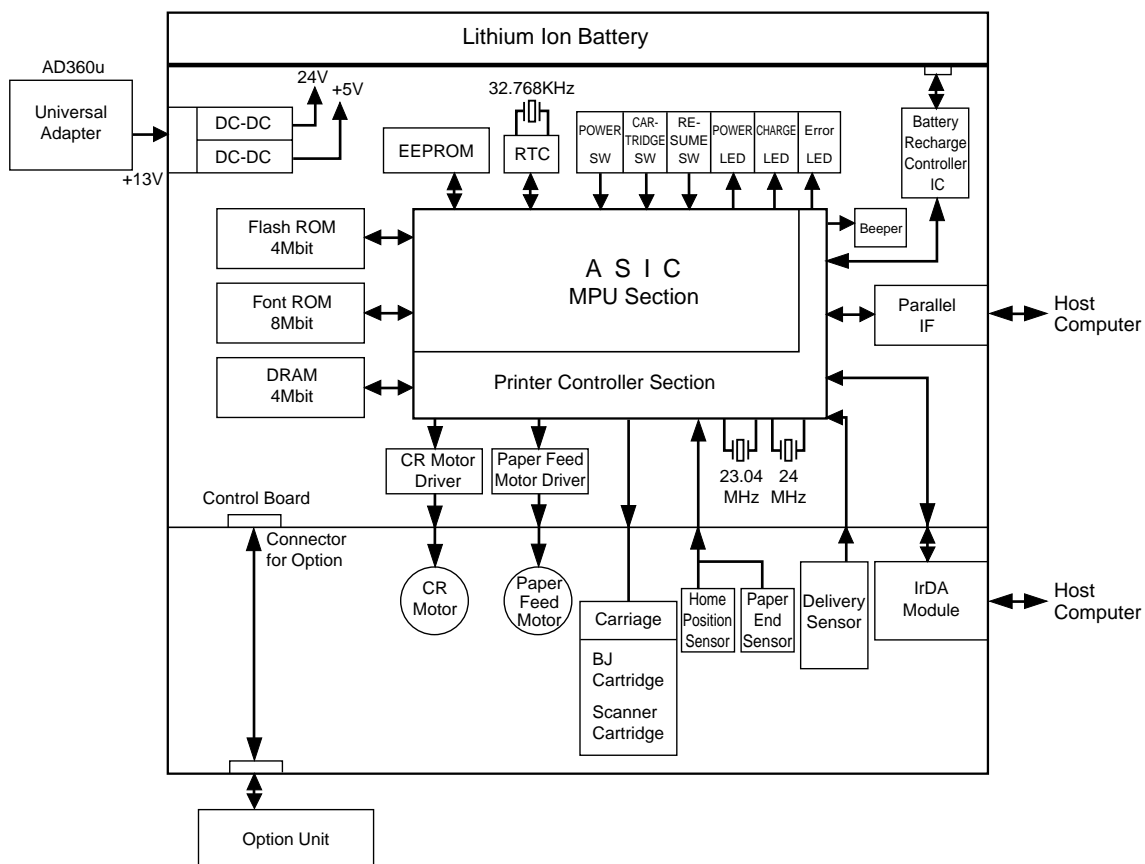 Lithium Ion Battery
AD360u
Universal
Adapter
+13V
DC-DC
DC-DC
24V
+5V
32.768KHz
EEPROM
RTC
POWER
SW
CAR-
TRIDGE
SW
RE-
SUME
SW
POWER
LED
CHARGE
LED
Error
LED
Battery
Recharge
Controller
IC
Beeper
Flash ROM
4Mbit
Font ROM
8Mbit
DRAM
4Mbit
A S I C
MPU Section
Printer Controller Section
Parallel
IF
Host
Computer
CR Motor
Driver
Paper Feed
Motor Driver
23.04
MHz
24
MHz
Control Board
Connector
for Option
CR
Motor
Paper
Feed
Motor
Carriage
BJ
Cartridge
Scanner
Cartridge
Home
Position
Sensor
Paper
End
Sensor
Delivery
Sensor
IrDA
Module
Host
Computer
Option Unit